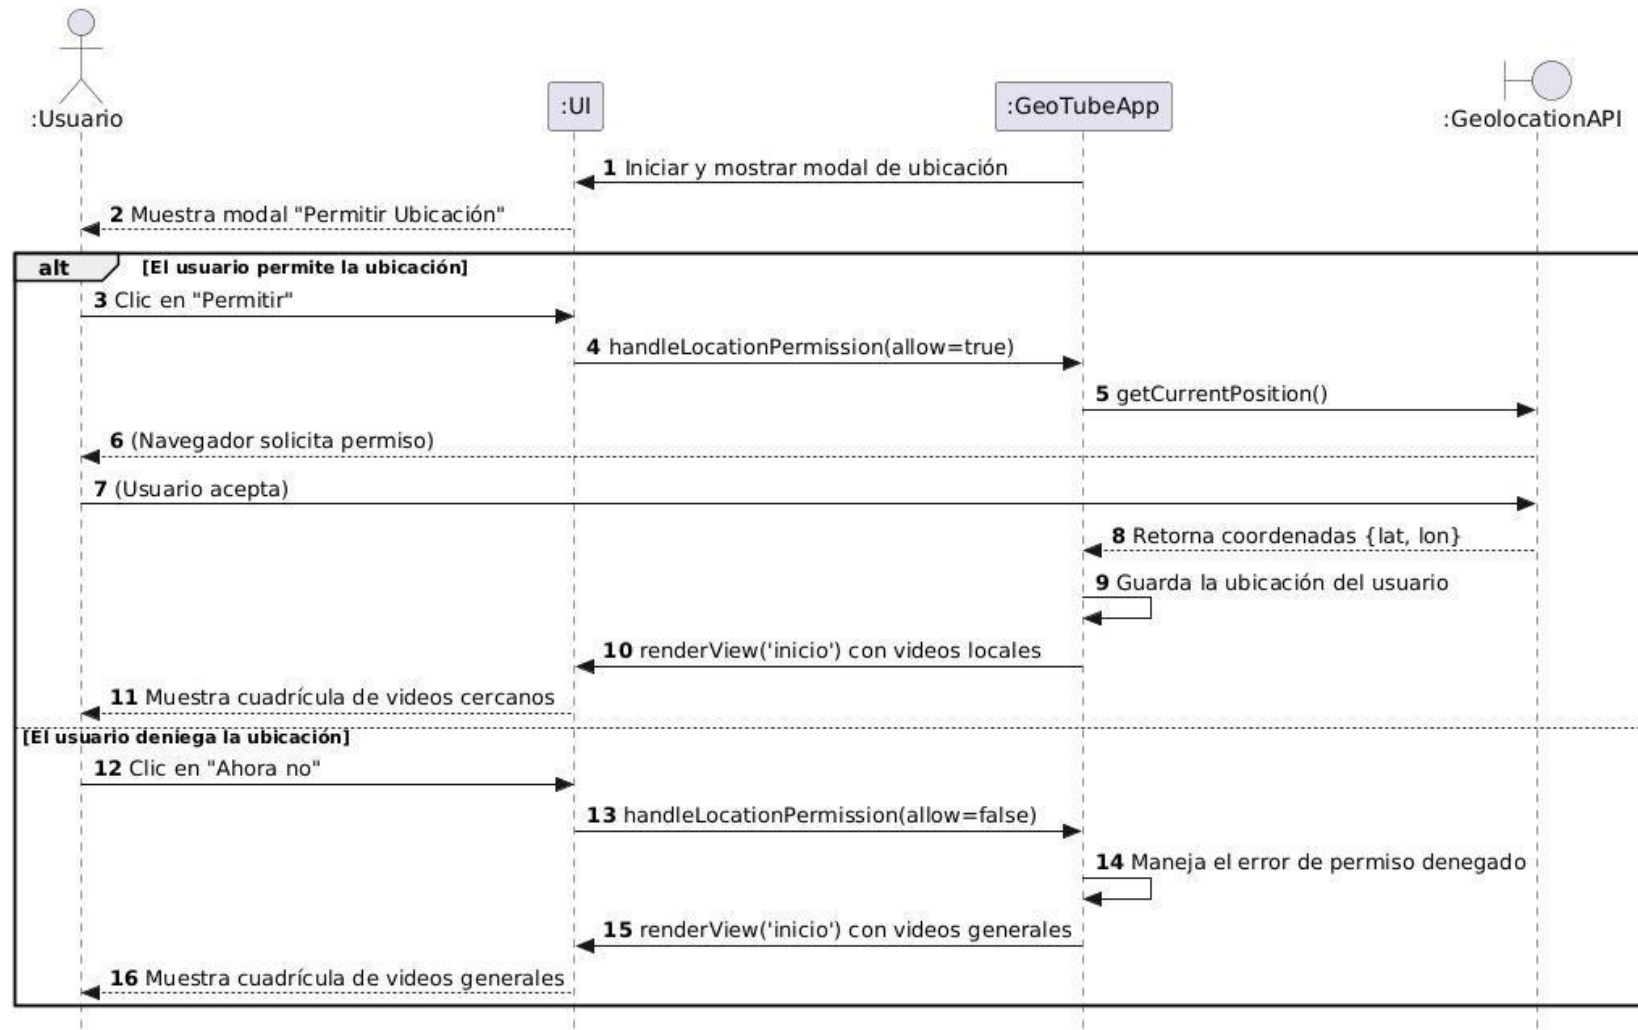 :Usuario
:UI
:GeoTubeApp
:GeolocationAPI
1 Iniciar y mostrar modal de ubicación
2 Muestra modal "Permitir Ubicación"
alt [El usuario permite la ubicación]
3 Clic en "Permitir"
4 handleLocationPermission(allow=true)
5 getCurrentPosition()
6 (Navegador solicita permiso)
7 (Usuario acepta)
8 Retorna coordenadas {lat, lon}
9 Guarda la ubicación del usuario
10 renderView('inicio') con videos locales
11 Muestra cuadrícula de videos cercanos
[El usuario deniega la ubicación]
12 Clic en "Ahora no"
13 handleLocationPermission(allow=false)
14 Maneja el error de permiso denegado
15 renderView('inicio') con videos generales
16 Muestra cuadrícula de videos generales